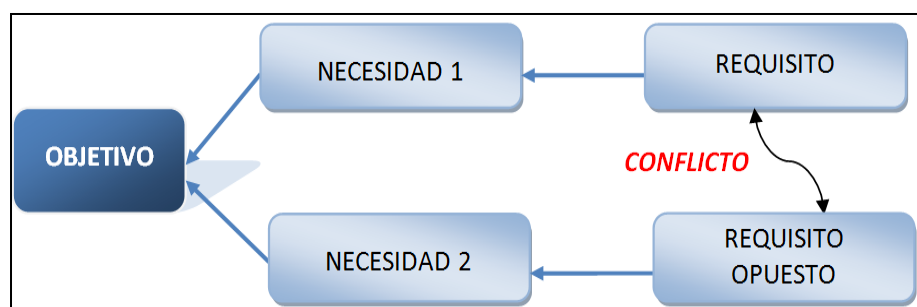 NECESIDAD 1
REQUISITO
OBJETIVO
CONFLICTO
NECESIDAD 2
REQUISITO
OPUESTO